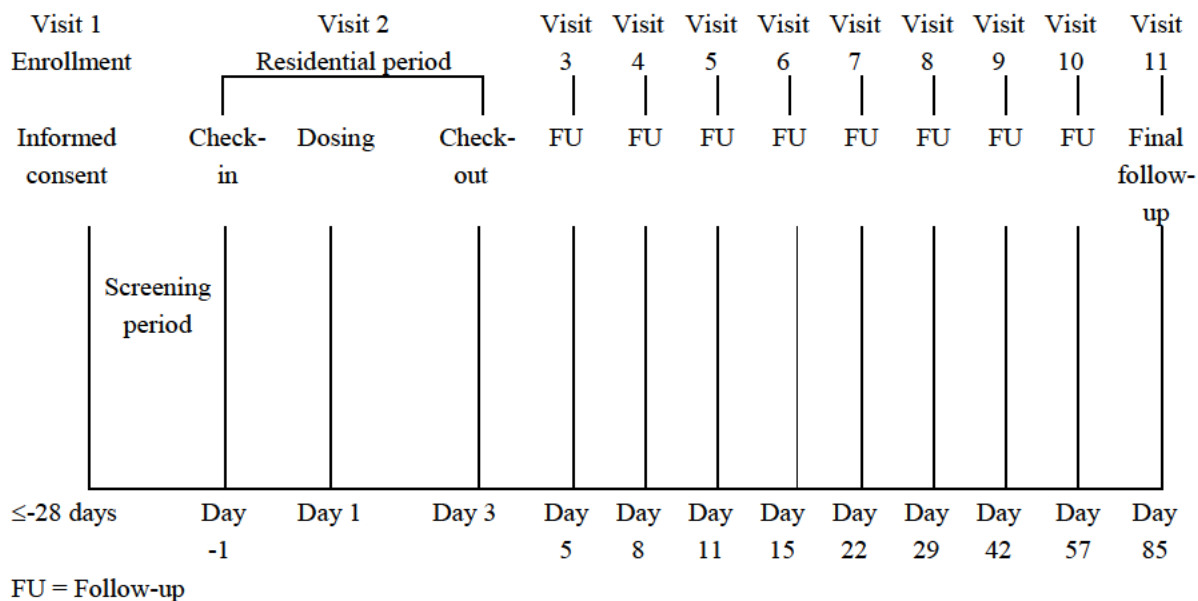 Visit 1 Visit 2 Visit Visit Visit Visit Visit Visit Visit Visit Visit
Enrollment Residential period 3 4 5 6 7 8 9 10 11
Informed Check- Dosing Check- FU FU FU FU FU FU FU FU Final
consent in out follow-
up
Screening
period
≤-28 days Day Day 1 Day 3 Day Day Day Day Day Day Day Day Day
-1 5 8 11 15 22 29 42 57 85
FU = Follow-up